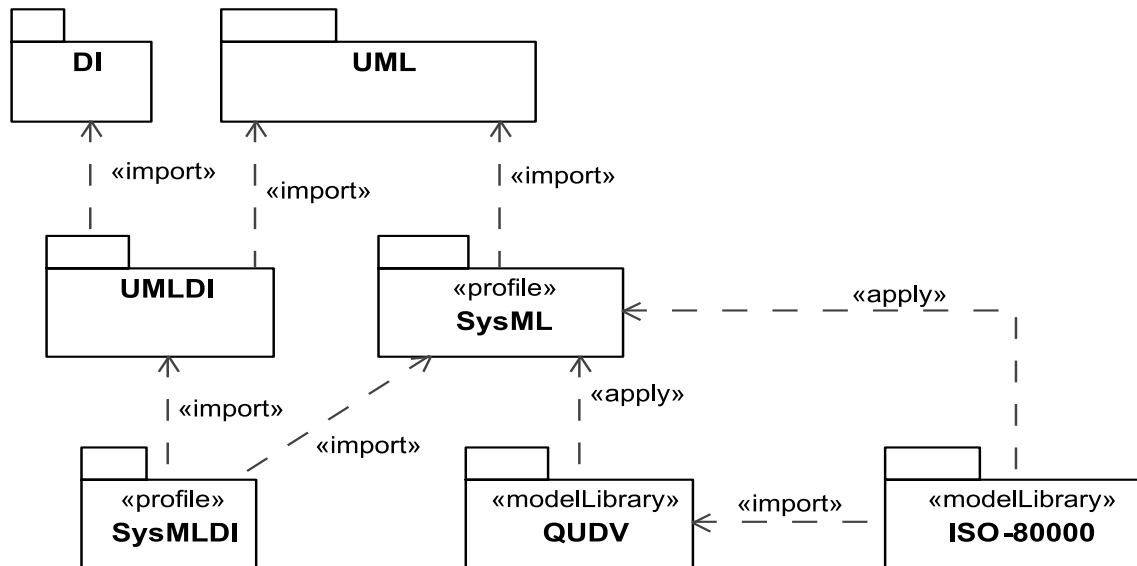 DI
UML
«import»
«import»
«import»
UMLDI
«profile»
SysML
«apply»
«import»
«import»
«apply»
«profile»
SysMLDI
«modelLibrary»
QUDV
«import»
«modelLibrary»
ISO-80000